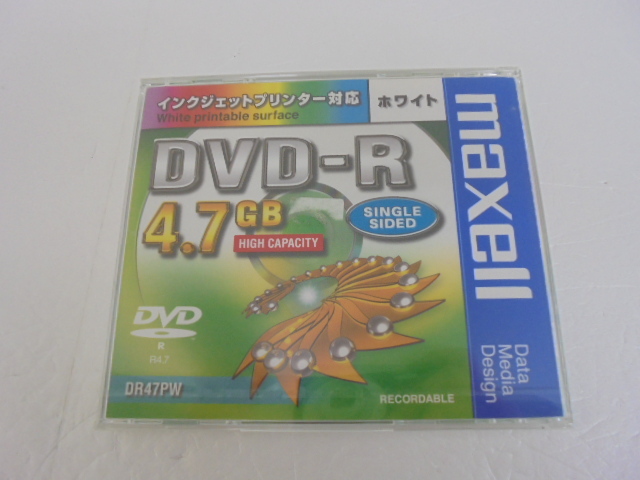 インクジェットプリンター対応
White printable surface
ホワイト
DVD-R
4.7GB
HIGH CAPACITY
SINGLE
SIDED
maxell
Data
Media
Design
DVD
R
R4.7
DR47PW
RECORDABLE